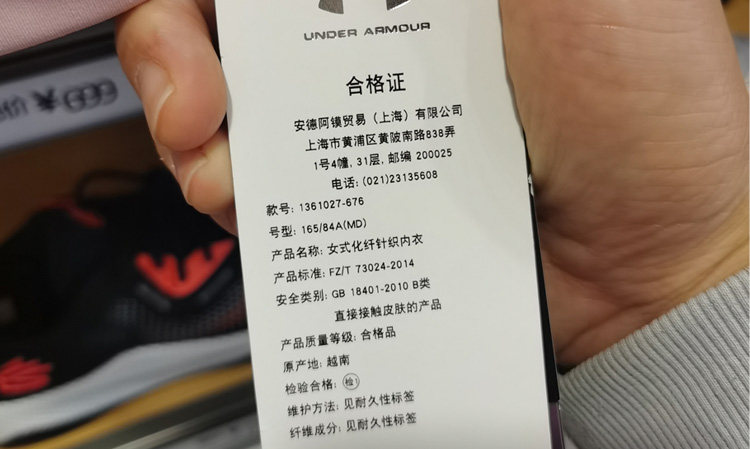 UNDER ARMOUR
合格证
安德阿镆贸易（上海）有限公司
上海市黄浦区黄陂南路838弄
1号4幢, 31层, 邮编 200025
电话: (021)23135608
款号: 1361027-676
号型: 165/84A(MD)
产品名称: 女式化纤针织内衣
产品标准: FZ/T 73024-2014
安全类别: GB 18401-2010 B类
直接接触皮肤的产品
产品质量等级: 合格品
原产地: 越南
检验合格: 检1
维护方法: 见耐久性标签
纤维成分: 见耐久性标签
价 ¥699